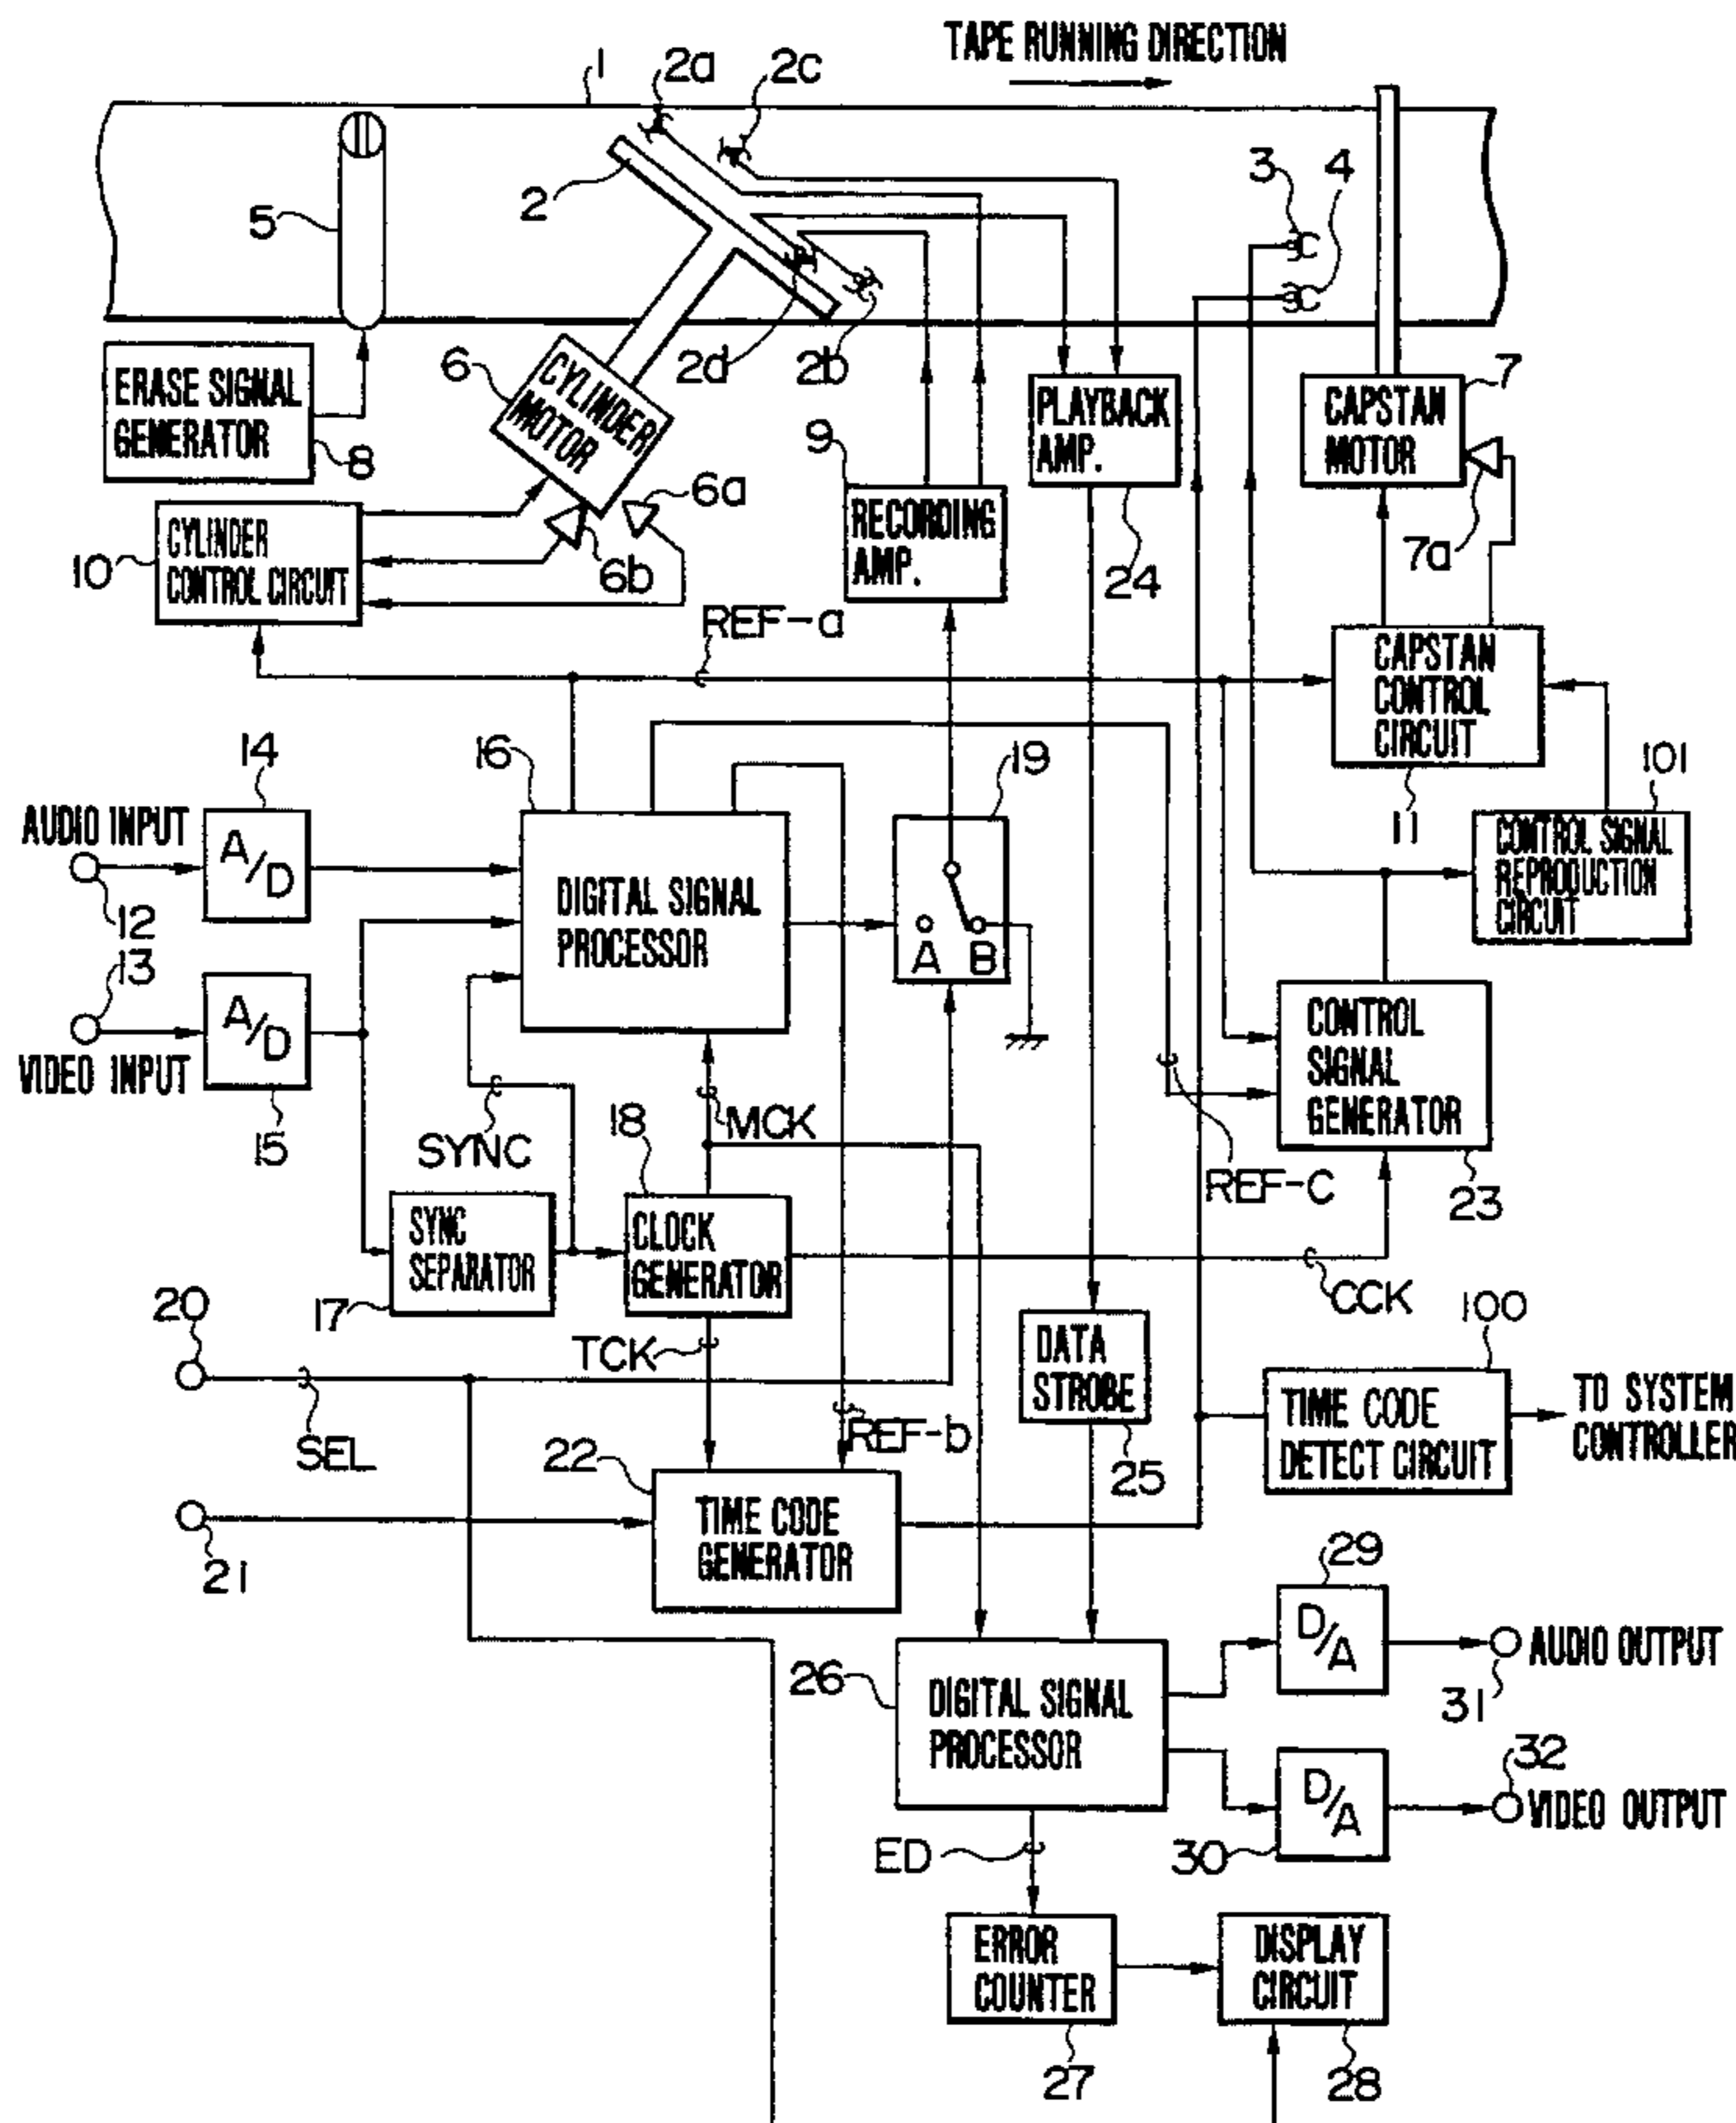 TAPE RUNNING DIRECTION
1
2a
2c
2
5
3
4
2d
2b
6
CYLINDER
MOTOR
ERASE SIGNAL
GENERATOR
8
PLAYBACK
AMP.
24
CAPSTAN
MOTOR
7
7a
9
RECORDING
AMP.
6a
6b
10
CYLINDER
CONTROL CIRCUIT
REF-a
CAPSTAN
CONTROL
CIRCUIT
11
14
16
19
101
AUDIO INPUT
A/D
12
DIGITAL SIGNAL
PROCESSOR
A
B
CONTROL SIGNAL
REPRODUCTION
CIRCUIT
13
VIDEO INPUT
A/D
15
SYNC
MCK
CONTROL
SIGNAL
GENERATOR
23
REF-C
18
SYNC
SEPARATOR
17
CLOCK
GENERATOR
CCK
20
TCK
SEL
REF-b
DATA
STROBE
25
100
TIME CODE
DETECT CIRCUIT
TO SYSTEM
CONTROLLER
22
TIME CODE
GENERATOR
21
29
D/A
AUDIO OUTPUT
31
26
DIGITAL SIGNAL
PROCESSOR
32
D/A
VIDEO OUTPUT
30
ED
ERROR
COUNTER
27
DISPLAY
CIRCUIT
28